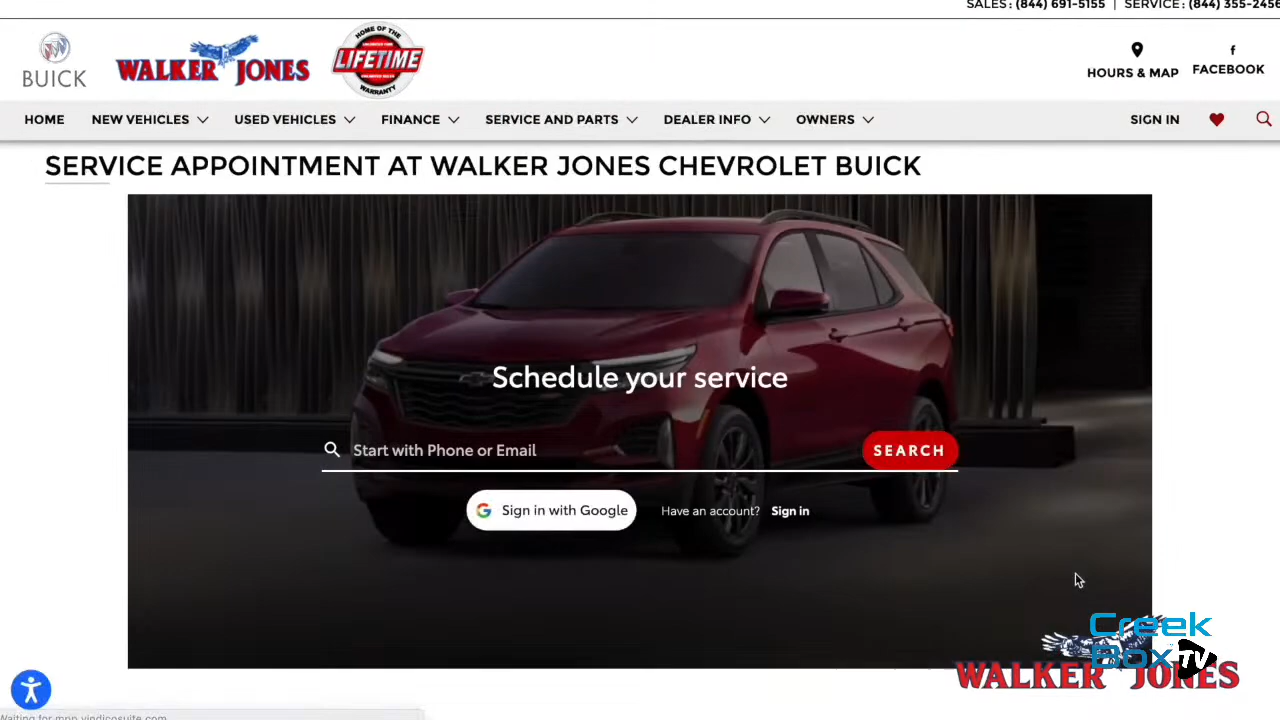 SALES : (844) 691-5155 | SERVICE : (844) 355-2456
BUICK
WALKER JONES
HOME OF THE
LIFETIME
WARRANTY
HOURS & MAP
FACEBOOK
HOME NEW VEHICLES USED VEHICLES FINANCE SERVICE AND PARTS DEALER INFO OWNERS SIGN IN
SERVICE APPOINTMENT AT WALKER JONES CHEVROLET BUICK
Schedule your service
Start with Phone or Email
SEARCH
Sign in with Google
Have an account? Sign in
Creek
Box TV
WALKER JONES